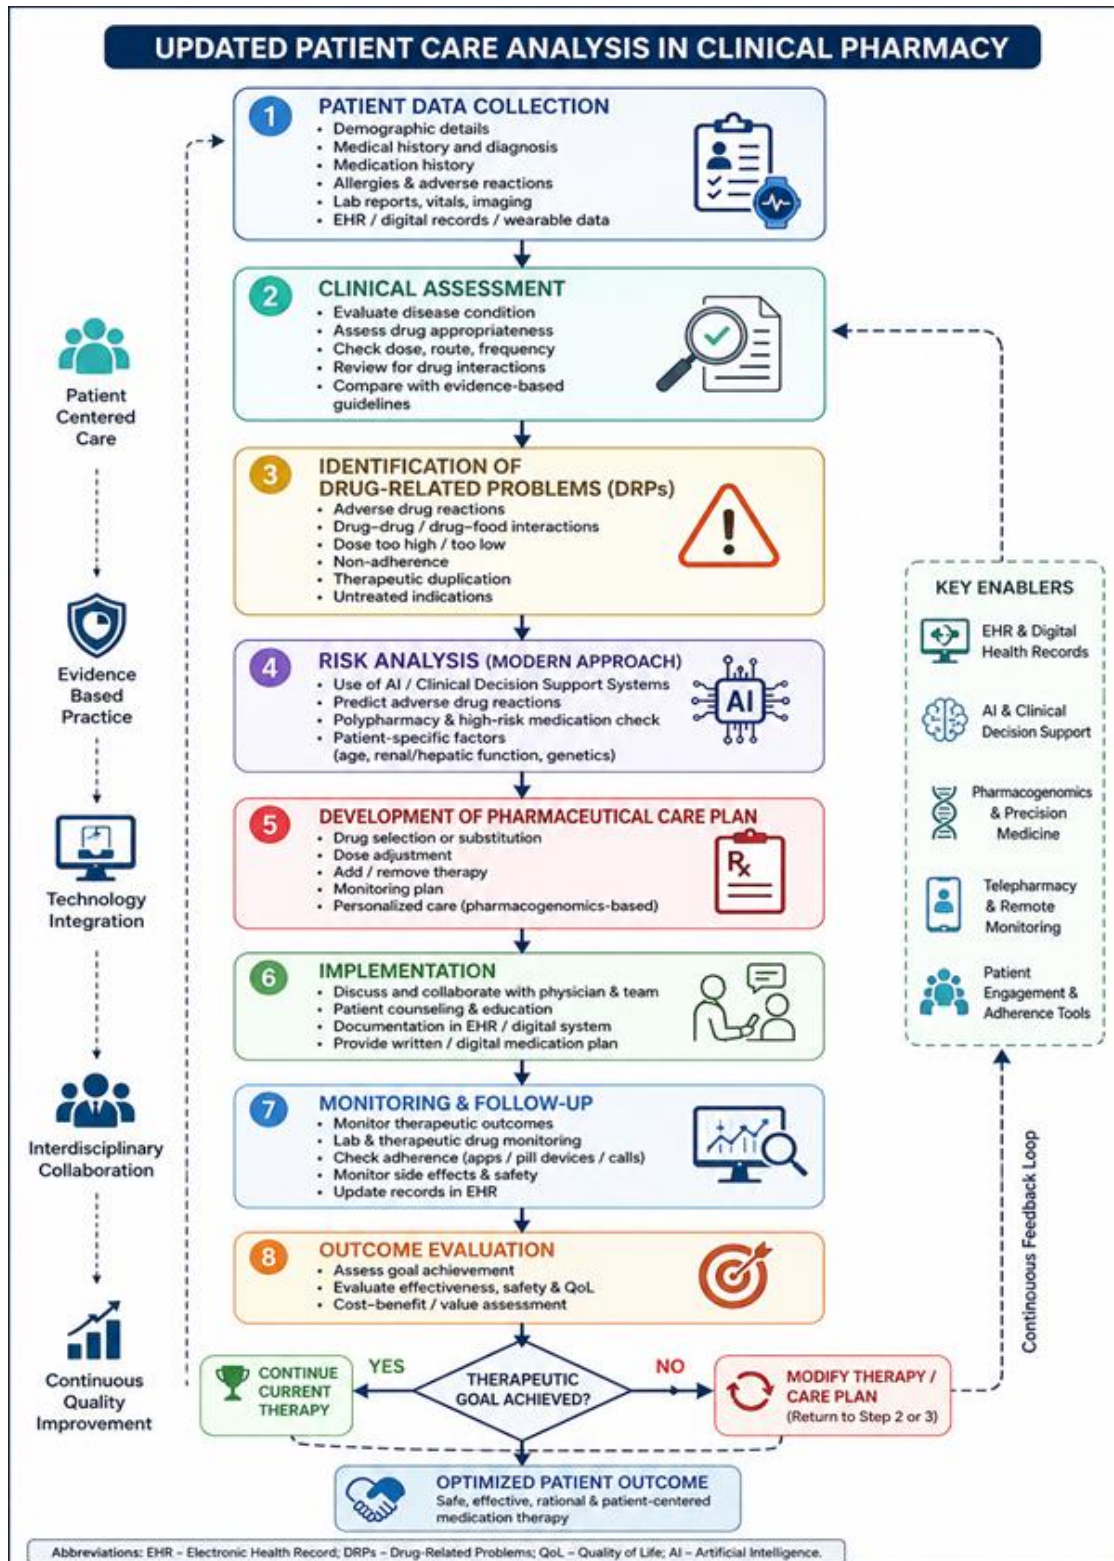 UPDATED PATIENT CARE ANALYSIS IN CLINICAL PHARMACY
1
PATIENT DATA COLLECTION
• Demographic details
• Medical history and diagnosis
• Medication history
• Allergies & adverse reactions
• Lab reports, vitals, imaging
• EHR / digital records / wearable data
2
CLINICAL ASSESSMENT
• Evaluate disease condition
• Assess drug appropriateness
• Check dose, route, frequency
• Review for drug interactions
• Compare with evidence-based
guidelines
3
IDENTIFICATION OF
DRUG-RELATED PROBLEMS (DRPs)
• Adverse drug reactions
• Drug–drug / drug–food interactions
• Dose too high / too low
• Non-adherence
• Therapeutic duplication
• Untreated indications
4
RISK ANALYSIS (MODERN APPROACH)
• Use of AI / Clinical Decision Support Systems
• Predict adverse drug reactions
• Polypharmacy & high-risk medication check
• Patient-specific factors
(age, renal/hepatic function, genetics)
AI
5
DEVELOPMENT OF PHARMACEUTICAL CARE PLAN
• Drug selection or substitution
• Dose adjustment
• Add / remove therapy
• Monitoring plan
• Personalized care (pharmacogenomics-based)
Rx
6
IMPLEMENTATION
• Discuss and collaborate with physician & team
• Patient counseling & education
• Documentation in EHR / digital system
• Provide written / digital medication plan
7
MONITORING & FOLLOW-UP
• Monitor therapeutic outcomes
• Lab & therapeutic drug monitoring
• Check adherence (apps / pill devices / calls)
• Monitor side effects & safety
• Update records in EHR
8
OUTCOME EVALUATION
• Assess goal achievement
• Evaluate effectiveness, safety & QoL
• Cost–benefit / value assessment
THERAPEUTIC
GOAL ACHIEVED?
YES
CONTINUE
CURRENT
THERAPY
NO
MODIFY THERAPY /
CARE PLAN
(Return to Step 2 or 3)
OPTIMIZED PATIENT OUTCOME
Safe, effective, rational & patient-centered
medication therapy
Patient
Centered
Care
Evidence
Based
Practice
Technology
Integration
Interdisciplinary
Collaboration
Continuous
Quality
Improvement
KEY ENABLERS
EHR & Digital
Health Records
AI & Clinical
Decision Support
Pharmacogenomics
& Precision
Medicine
Telepharmacy
& Remote
Monitoring
Patient
Engagement &
Adherence Tools
Continouous Feedback Loop
Abbreviations: EHR – Electronic Health Record; DRPs – Drug-Related Problems; QoL – Quality of Life; AI – Artificial Intelligence.